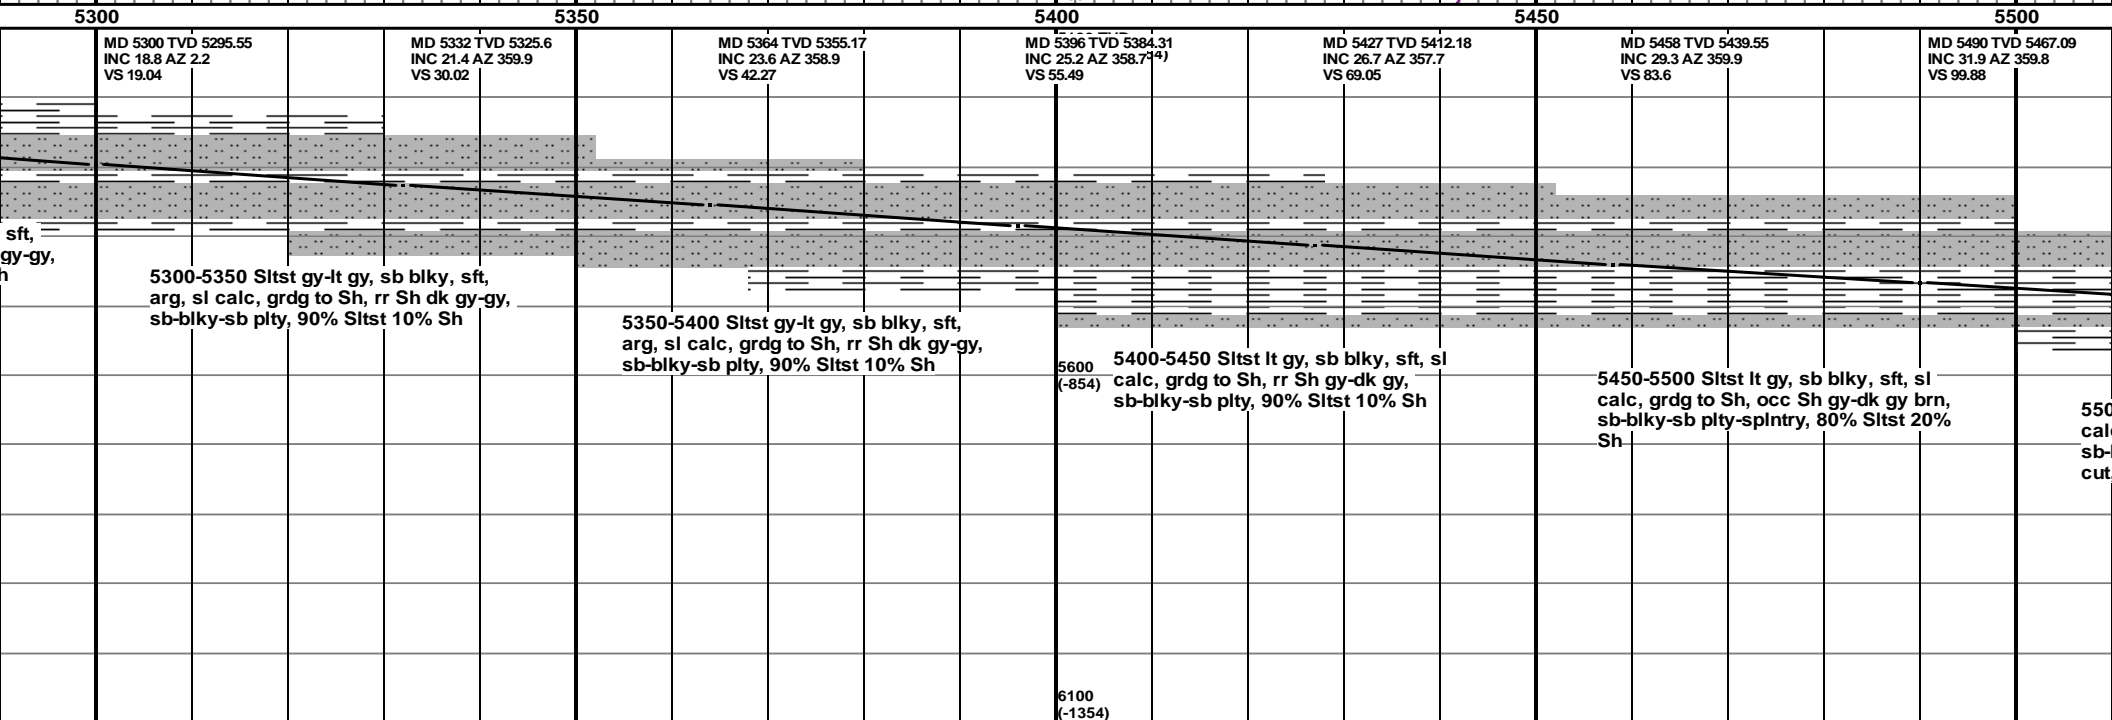 5300 5350 5400 5450 5500
MD 5300 TVD 5295.55
INC 18.8 AZ 2.2
VS 19.04
MD 5332 TVD 5325.6
INC 21.4 AZ 359.9
VS 30.02
MD 5364 TVD 5355.17
INC 23.6 AZ 358.9
VS 42.27
MD 5396 TVD 5384.31
INC 25.2 AZ 358.7
VS 55.49
MD 5427 TVD 5412.18
INC 26.7 AZ 357.7
VS 69.05
MD 5458 TVD 5439.55
INC 29.3 AZ 359.9
VS 83.6
MD 5490 TVD 5467.09
INC 31.9 AZ 359.8
VS 99.88
sft,
gy-gy,
h
5300-5350 Sltst gy-lt gy, sb blky, sft,
arg, sl calc, grdg to Sh, rr Sh dk gy-gy,
sb-blky-sb plty, 90% Sltst 10% Sh
5350-5400 Sltst gy-lt gy, sb blky, sft,
arg, sl calc, grdg to Sh, rr Sh dk gy-gy,
sb-blky-sb plty, 90% Sltst 10% Sh
5600
(-854)
5400-5450 Sltst lt gy, sb blky, sft, sl
calc, grdg to Sh, rr Sh gy-dk gy,
sb-blky-sb plty, 90% Sltst 10% Sh
5450-5500 Sltst lt gy, sb blky, sft, sl
calc, grdg to Sh, occ Sh gy-dk gy brn,
sb-blky-sb plty-splntry, 80% Sltst 20%
Sh
550
cal
sb-
cut
6100
(-1354)